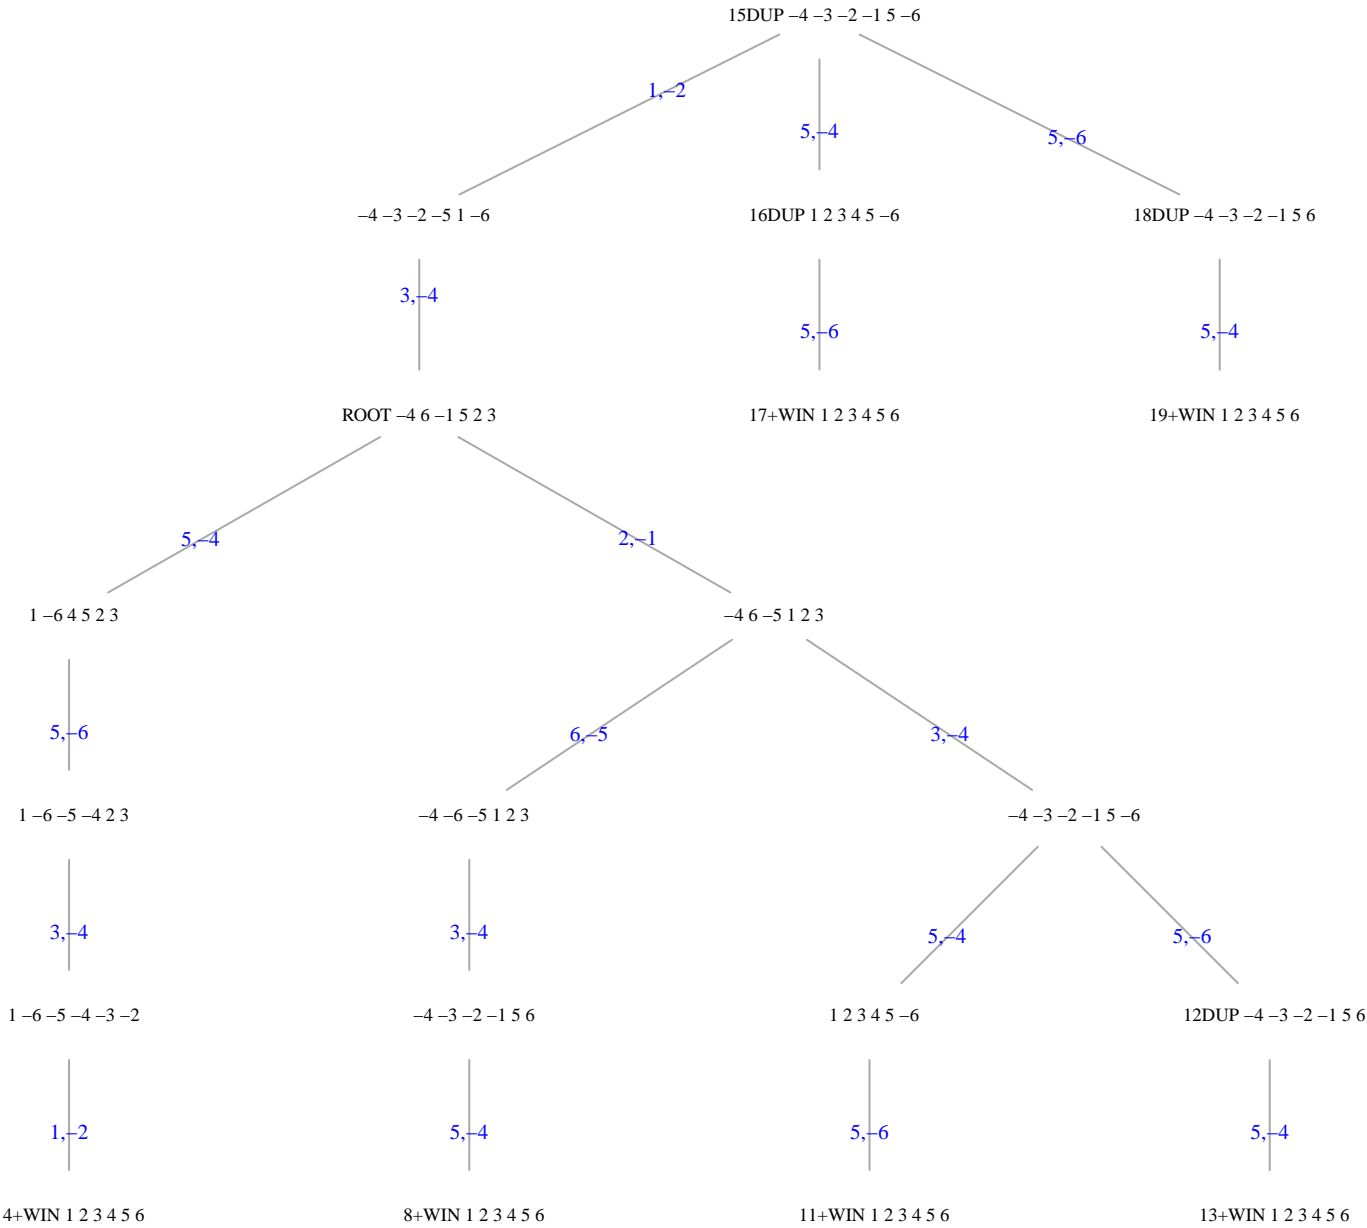 15DUP –4 –3 –2 –1 5 –6
1,–2
5,–4
5,–6
–4 –3 –2 –5 1 –6
16DUP 1 2 3 4 5 –6
18DUP –4 –3 –2 –1 5 6
3,–4
5,–6
5,–4
ROOT –4 6 –1 5 2 3
17+WIN 1 2 3 4 5 6
19+WIN 1 2 3 4 5 6
5,–4
2,–1
1 –6 4 5 2 3
–4 6 –5 1 2 3
5,–6
6,–5
3,–4
1 –6 –5 –4 2 3
–4 –6 –5 1 2 3
–4 –3 –2 –1 5 –6
3,–4
3,–4
5,–4
5,–6
1 –6 –5 –4 –3 –2
–4 –3 –2 –1 5 6
1 2 3 4 5 –6
12DUP –4 –3 –2 –1 5 6
1,–2
5,–4
5,–6
5,–4
4+WIN 1 2 3 4 5 6
8+WIN 1 2 3 4 5 6
11+WIN 1 2 3 4 5 6
13+WIN 1 2 3 4 5 6